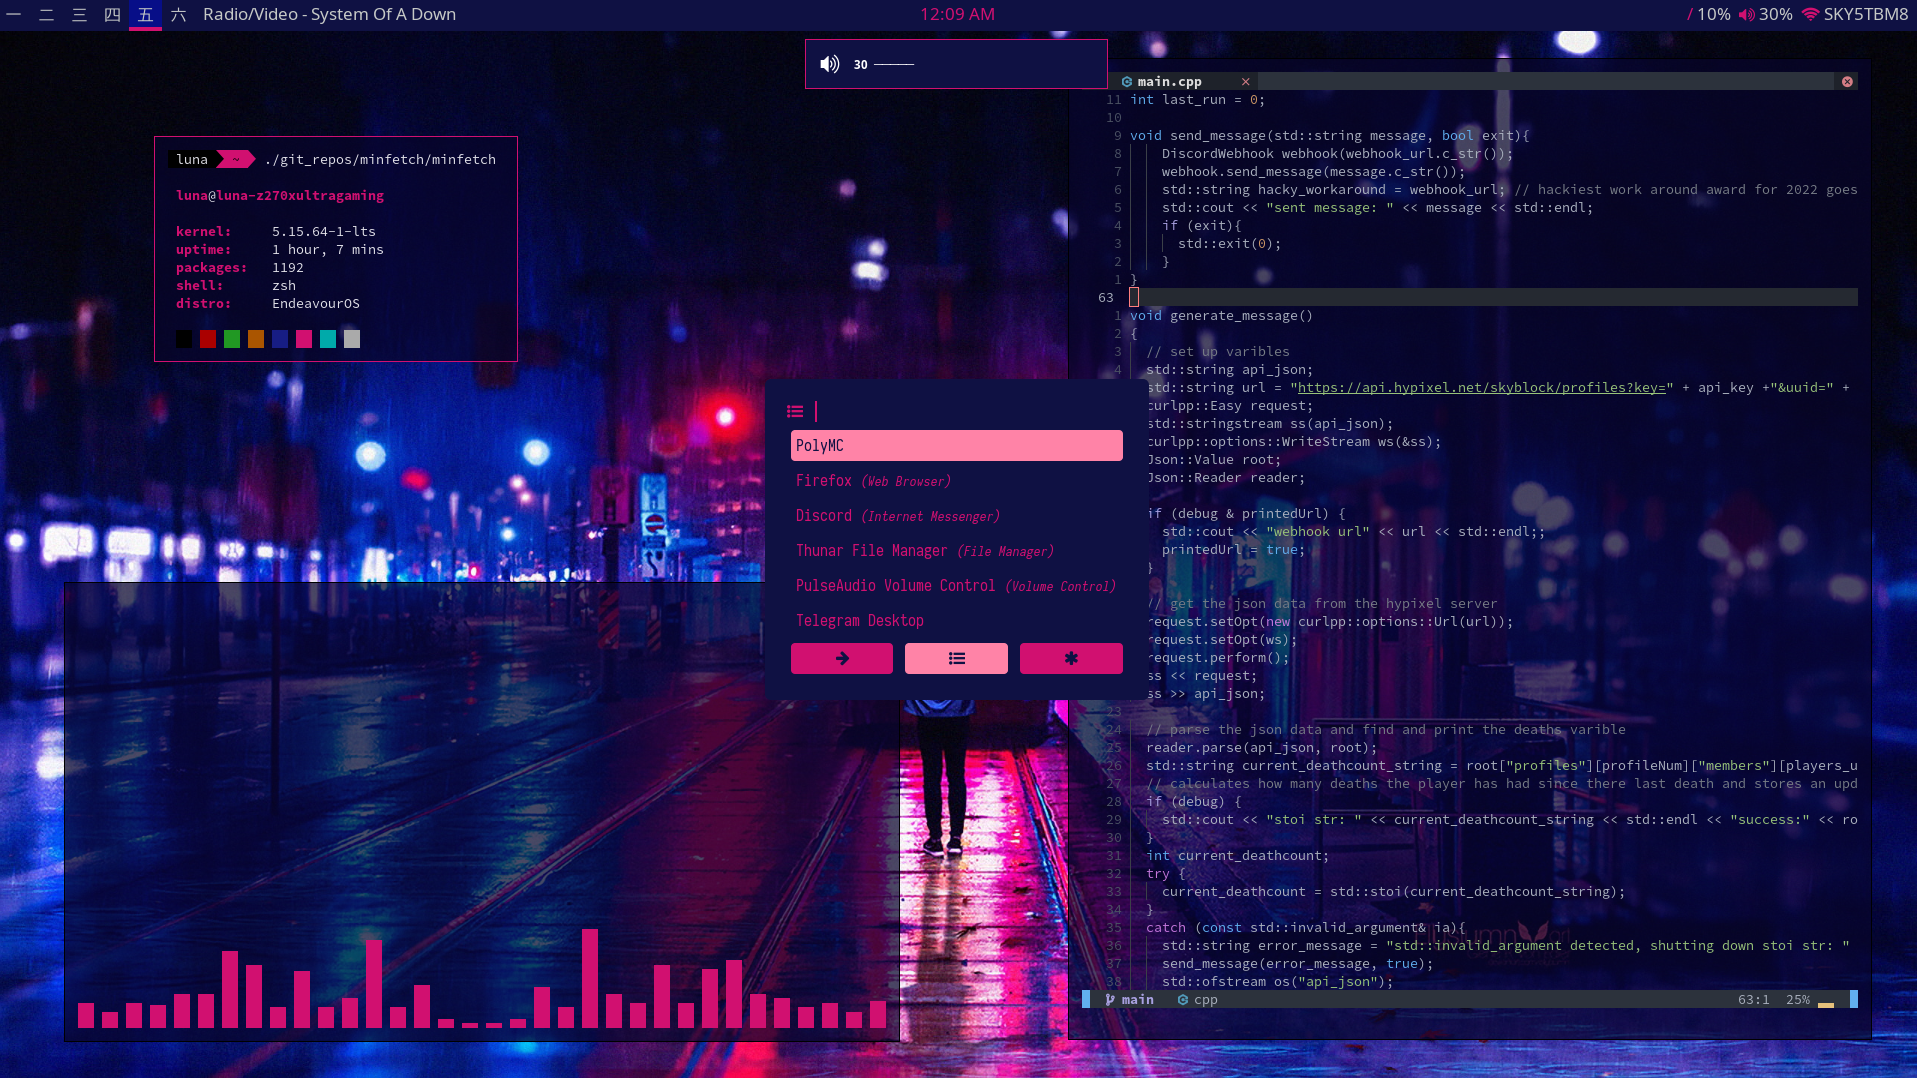 一 二 三 四 五 六 Radio/Video - System Of A Down
12:09 AM
/ 10% 30% SKY5TBM8
30
luna ~ ./git_repos/minfetch/minfetch
luna@luna-z270xultragaming
kernel: 5.15.64-1-lts
uptime: 1 hour, 7 mins
packages: 1192
shell: zsh
distro: EndeavourOS
PolyMC
Firefox (Web Browser)
Discord (Internet Messenger)
Thunar File Manager (File Manager)
PulseAudio Volume Control (Volume Control)
Telegram Desktop
main.cpp ×
11 int last_run = 0;
10
9 void send_message(std::string message, bool exit){
8 DiscordWebhook webhook(webhook_url.c_str());
7 webhook.send_message(message.c_str());
6 std::string hacky_workaround = webhook_url; // hackiest work around award for 2022 goes
5 std::cout << "sent message: " << message << std::endl;
4 if (exit){
3 std::exit(0);
2 }
1 }
63
1 void generate_message()
2 {
3 // set up varibles
4 std::string api_json;
std::string url = "https://api.hypixel.net/skyblock/profiles?key=" + api_key +"&uuid=" +
curlpp::Easy request;
std::stringstream ss(api_json);
curlpp::options::WriteStream ws(&ss);
Json::Value root;
Json::Reader reader;
if (debug & printedUrl) {
std::cout << "webhook url" << url << std::endl;;
printedUrl = true;
}
// get the json data from the hypixel server
request.setOpt(new curlpp::options::Url(url));
request.setOpt(ws);
request.perform();
ss << request;
ss >> api_json;
23
24 // parse the json data and find and print the deaths varible
25 reader.parse(api_json, root);
26 std::string current_deathcount_string = root["profiles"][profileNum]["members"][players_u
27 // calculates how many deaths the player has had since there last death and stores an upd
28 if (debug) {
29 std::cout << "stoi str: " << current_deathcount_string << std::endl << "success:" << ro
30 }
31 int current_deathcount;
32 try {
33 current_deathcount = std::stoi(current_deathcount_string);
34 }
35 catch (const std::invalid_argument& ia){
36 std::string error_message = "std::invalid_argument detected, shutting down stoi str: "
37 send_message(error_message, true);
38 std::ofstream os("api_json");
main cpp 63:1 25%